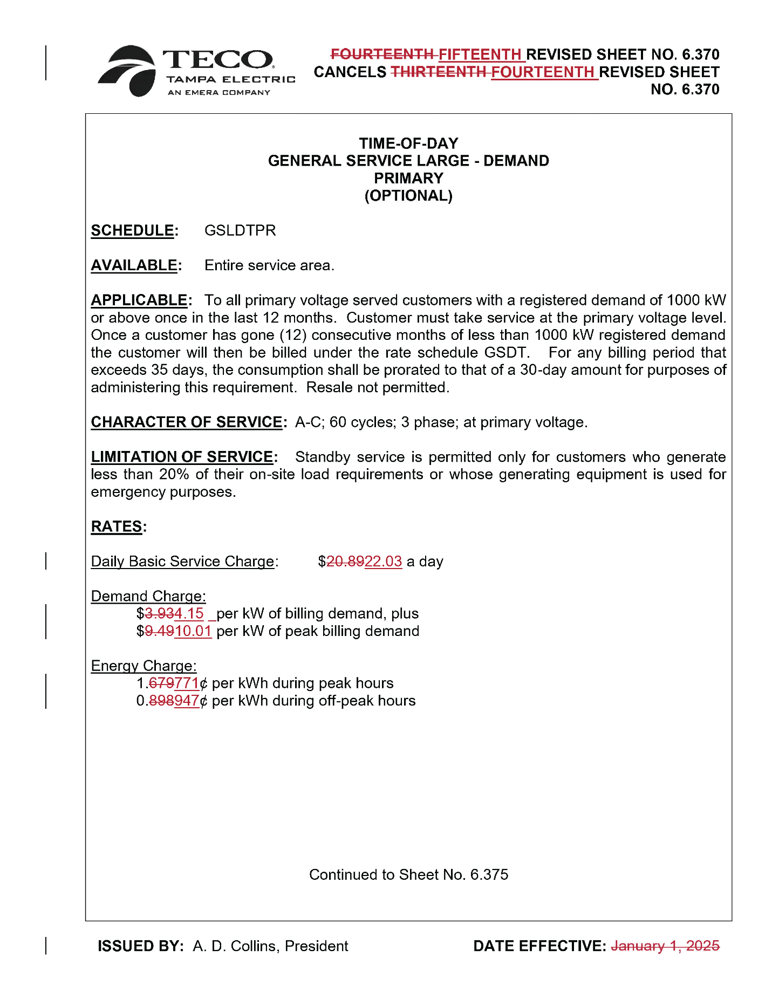 TECO.
TAMPA ELECTRIC
AN EMERA COMPANY
FOURTEENTH FIFTEENTH REVISED SHEET NO. 6.370
CANCELS THIRTEENTH FOURTEENTH REVISED SHEET
NO. 6.370
TIME-OF-DAY
GENERAL SERVICE LARGE - DEMAND
PRIMARY
(OPTIONAL)
SCHEDULE: GSLDTPR
AVAILABLE: Entire service area.
APPLICABLE: To all primary voltage served customers with a registered demand of 1000 kW
or above once in the last 12 months. Customer must take service at the primary voltage level.
Once a customer has gone (12) consecutive months of less than 1000 kW registered demand
the customer will then be billed under the rate schedule GSDT. For any billing period that
exceeds 35 days, the consumption shall be prorated to that of a 30-day amount for purposes of
administering this requirement. Resale not permitted.
CHARACTER OF SERVICE: A-C; 60 cycles; 3 phase; at primary voltage.
LIMITATION OF SERVICE: Standby service is permitted only for customers who generate
less than 20% of their on-site load requirements or whose generating equipment is used for
emergency purposes.
RATES:
Daily Basic Service Charge: $20.8922.03 a day
Demand Charge:
$3.934.15 per kW of billing demand, plus
$9.4910.01 per kW of peak billing demand
Energy Charge:
1.679771¢ per kWh during peak hours
0.898947¢ per kWh during off-peak hours
Continued to Sheet No. 6.375
ISSUED BY: A. D. Collins, President
DATE EFFECTIVE: January 1, 2025